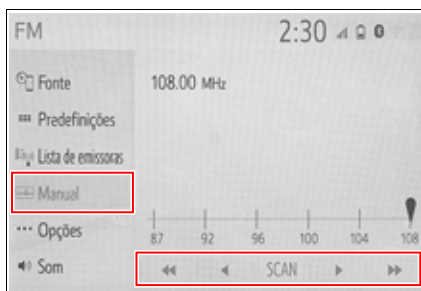 FM 2:30
Fonte
108.00 MHz
Predefinições
Lista de emissoras
Manual
Opções
87 92 96 100 104 108
Som
SCAN